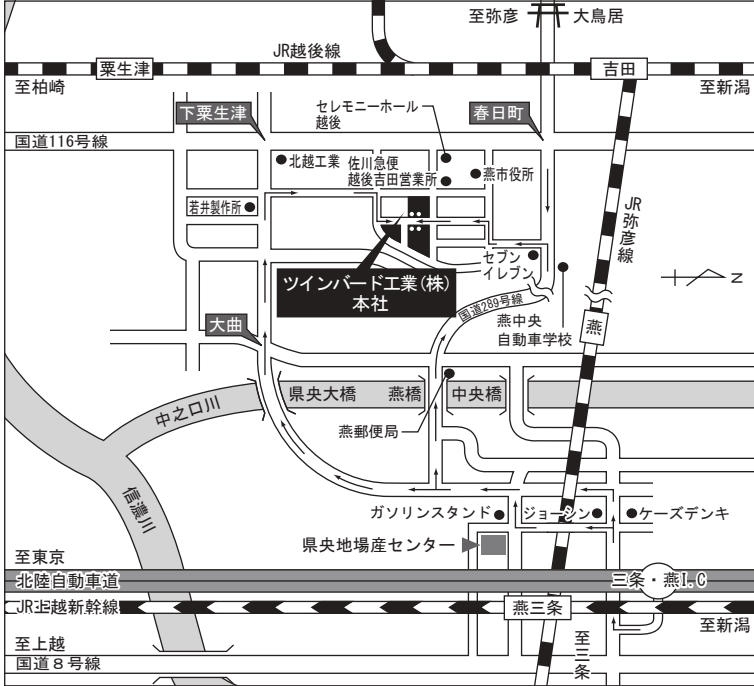 至弥彦
大鳥居
JR越後線
粟生津
吉田
至柏崎
至新潟
下粟生津
セレモニーホール
越後
春日町
国道116号線
北越工業
佐川急便
越後吉田営業所
燕市役所
若井製作所
JR弥彦線
セブン
イレブン
ツインバード工業(株)
本社
N
国道289号線
燕中央
自動車学校
燕
大曲
県央大橋
燕橋
中央橋
中之口川
燕郵便局
信濃川
ガソリンスタンド
ジョーシン
ケーズデンキ
県央地場産センター
至東京
北陸自動車道
三条・燕I.C
JR上越新幹線
燕三条
至新潟
至上越
至三条
国道8号線